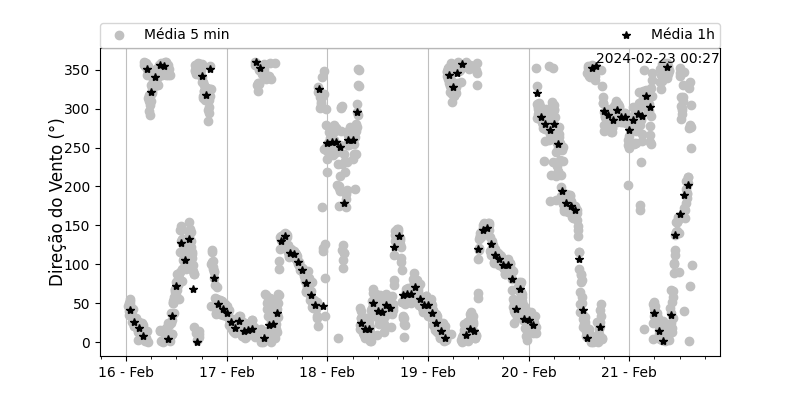 Média 5 min
Média 1h
2024-02-23 00:27
Direção do Vento (°)
350
300
250
200
150
100
50
0
16 - Feb
17 - Feb
18 - Feb
19 - Feb
20 - Feb
21 - Feb